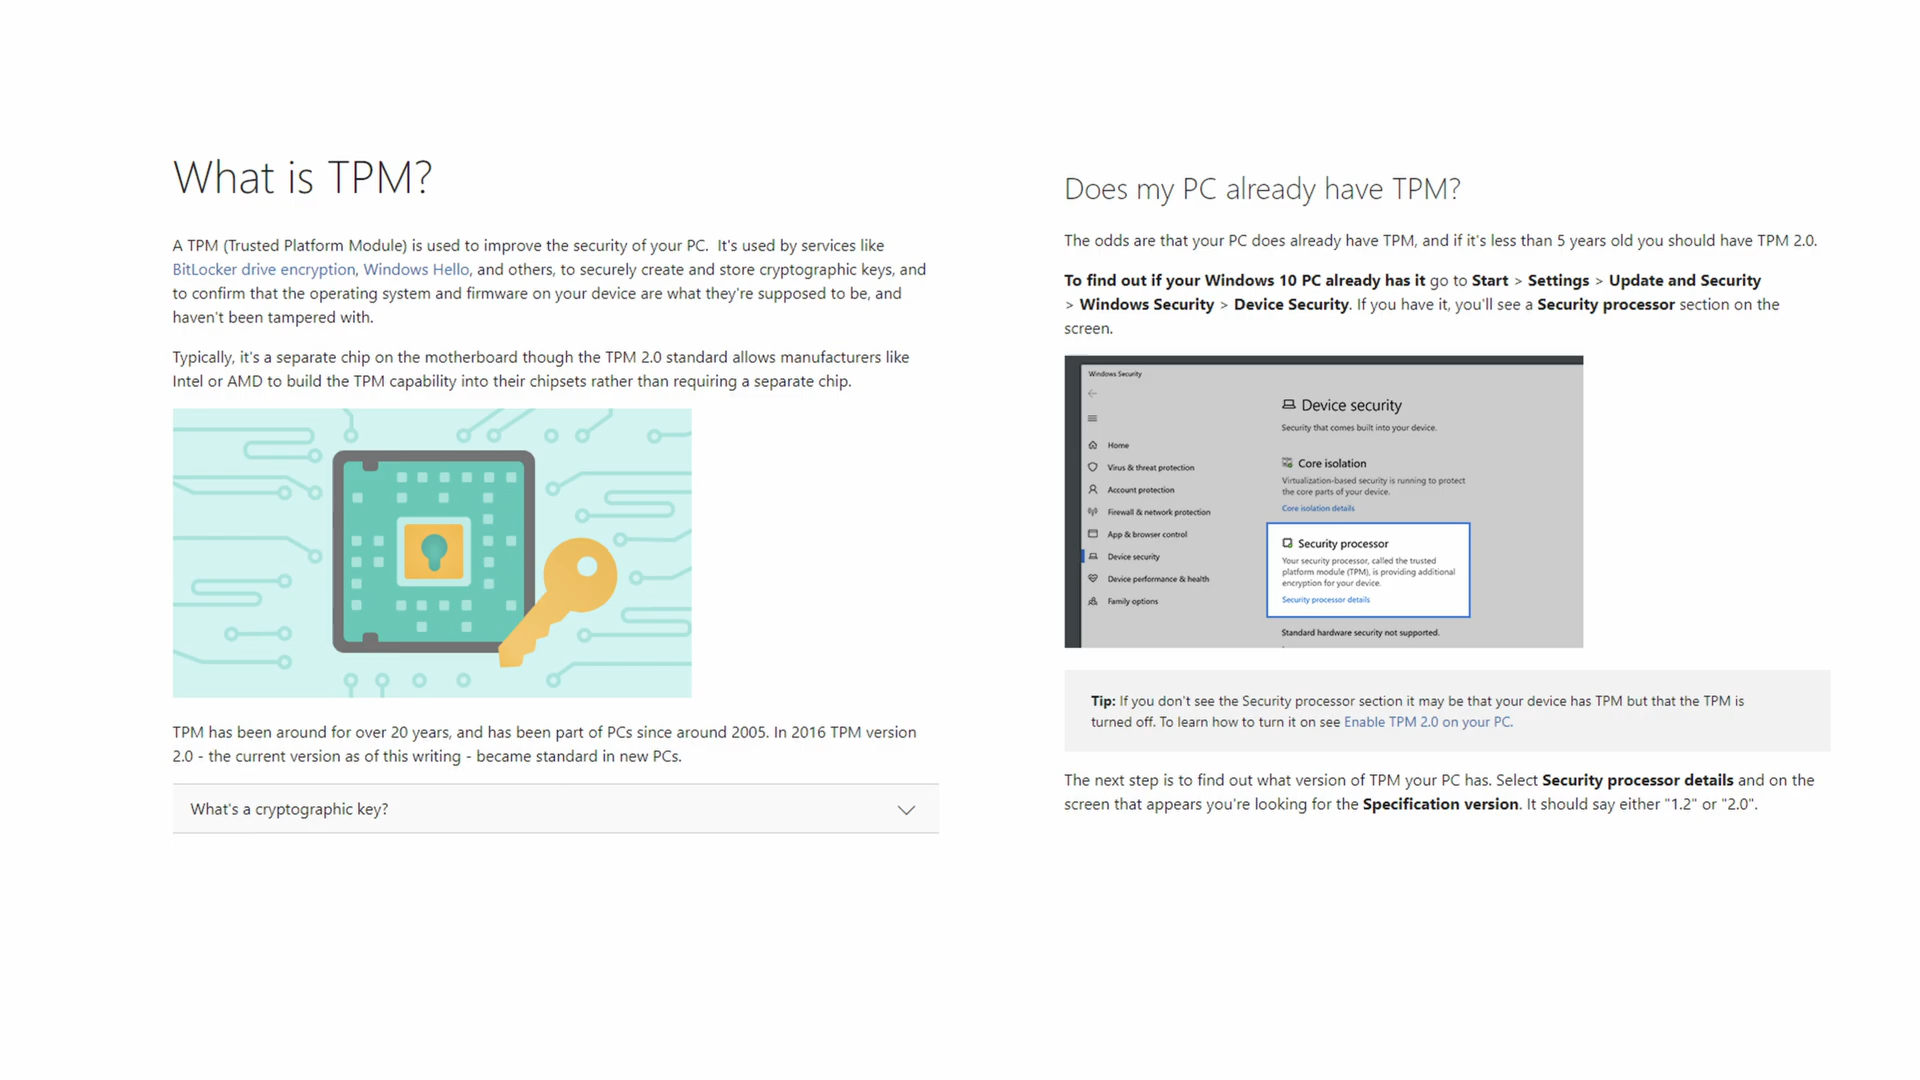 What is TPM?
A TPM (Trusted Platform Module) is used to improve the security of your PC.  It's used by services like
BitLocker drive encryption, Windows Hello, and others, to securely create and store cryptographic keys, and
to confirm that the operating system and firmware on your device are what they're supposed to be, and
haven't been tampered with.
Typically, it's a separate chip on the motherboard though the TPM 2.0 standard allows manufacturers like
Intel or AMD to build the TPM capability into their chipsets rather than requiring a separate chip.
TPM has been around for over 20 years, and has been part of PCs since around 2005. In 2016 TPM version
2.0 - the current version as of this writing - became standard in new PCs.
What's a cryptographic key?
Does my PC already have TPM?
The odds are that your PC does already have TPM, and if it's less than 5 years old you should have TPM 2.0.
To find out if your Windows 10 PC already has it go to Start > Settings > Update and Security
> Windows Security > Device Security. If you have it, you'll see a Security processor section on the
screen.
Windows Security
Home
Virus & threat protection
Account protection
Firewall & network protection
App & browser control
Device security
Device performance & health
Family options
Device security
Security that comes built into your device.
Core isolation
Virtualization-based security is running to protect
the core parts of your device.
Core isolation details
Security processor
Your security processor, called the trusted
platform module (TPM), is providing additional
encryption for your device.
Security processor details
Standard hardware security not supported.
Tip: If you don't see the Security processor section it may be that your device has TPM but that the TPM is
turned off. To learn how to turn it on see Enable TPM 2.0 on your PC.
The next step is to find out what version of TPM your PC has. Select Security processor details and on the
screen that appears you're looking for the Specification version. It should say either "1.2" or "2.0".